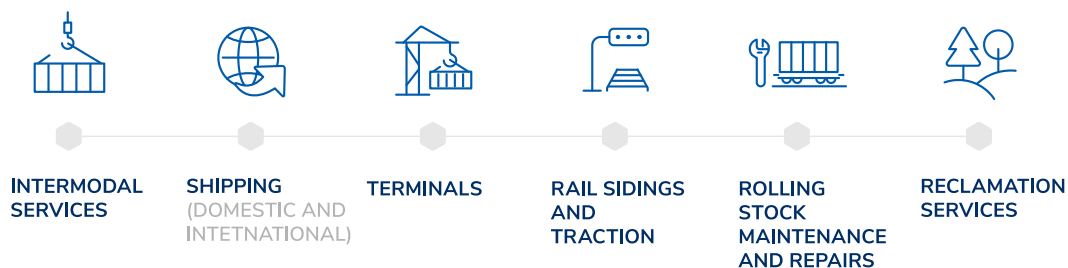 INTERMODAL
SERVICES
SHIPPING
(DOMESTIC AND
INTETNATIONAL)
TERMINALS
RAIL SIDINGS
AND
TRACTION
ROLLING
STOCK
MAINTENANCE
AND REPAIRS
RECLAMATION
SERVICES